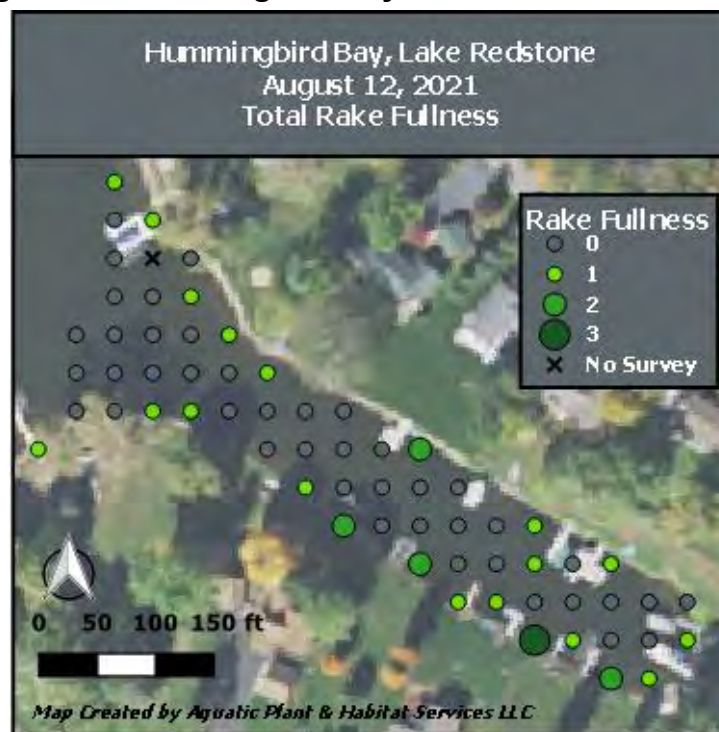 Hummingbird Bay, Lake Redstone
August 12, 2021
Total Rake Fullness
Rake Fullness
0
1
2
3
No Survey
0 50 100 150 ft
Map Created by Aquatic Plant & Habitat Services LLC